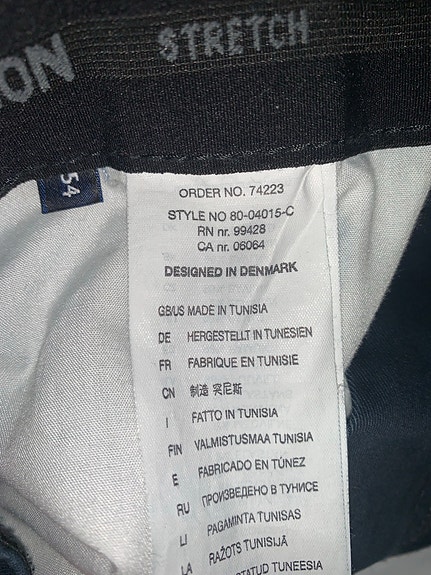 STRETCH
ON
54
ORDER NO. 74223
STYLE NO 80-04015-C
RN nr. 99428
CA nr. 06064
DESIGNED IN DENMARK
GB/US MADE IN TUNISIA
DE HERGESTELLT IN TUNESIEN
FR FABRIQUE EN TUNISIE
CN 制造 突尼斯
I FATTO IN TUNISIA
FIN VALMISTUSMAA TUNISIA
E FABRICADO EN TÚNEZ
RU ПРОИЗВЕДЕНО В ТУНИСЕ
LI PAGAMINTA TUNISAS
LA RAŽOTS TUNISIJĀ
STATUD TUNEESIA